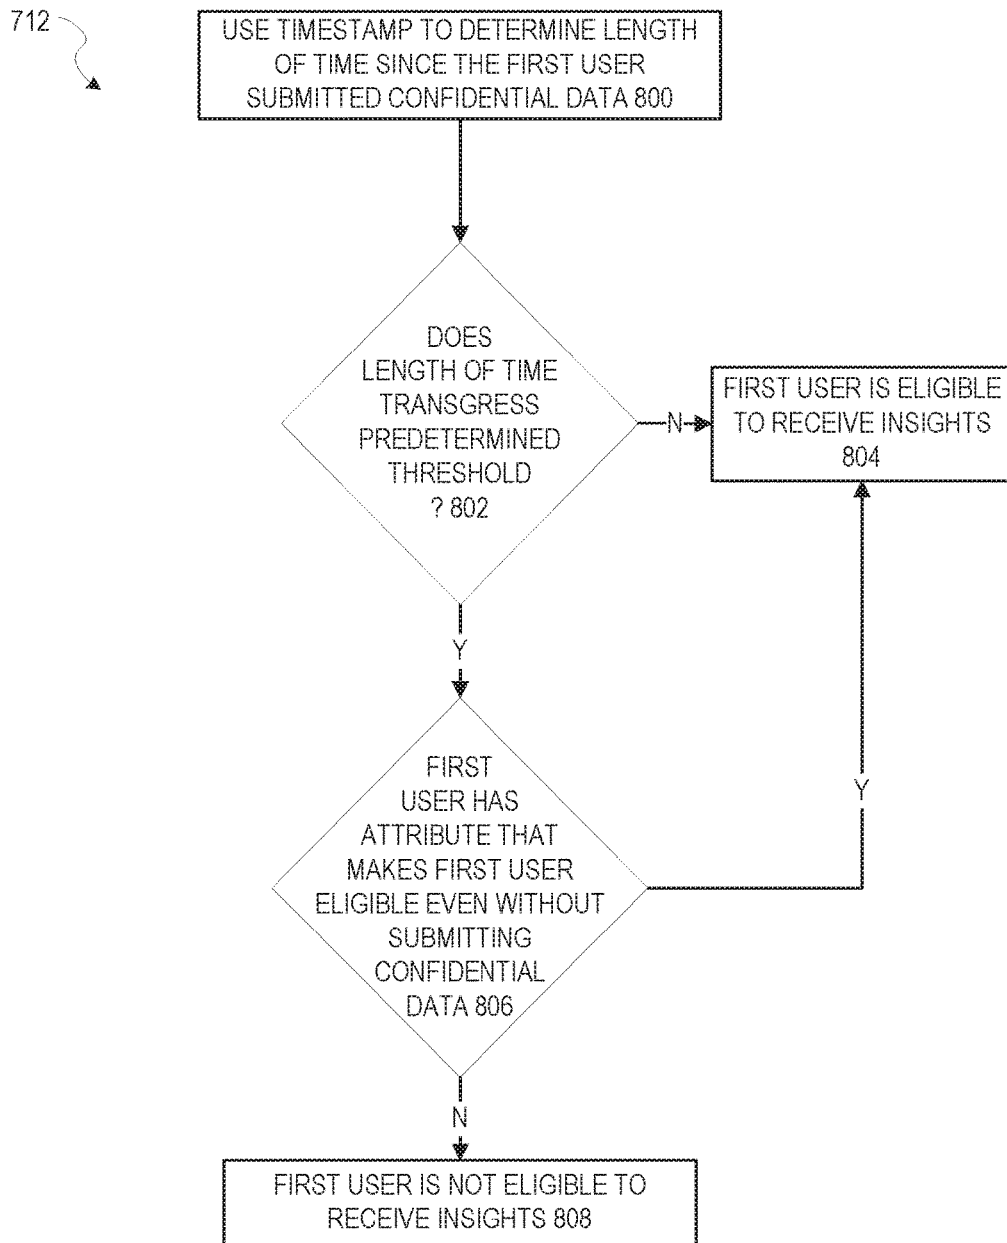 712
USE TIMESTAMP TO DETERMINE LENGTH
OF TIME SINCE THE FIRST USER
SUBMITTED CONFIDENTIAL DATA 800
DOES
LENGTH OF TIME
TRANSGRESS
PREDETERMINED
THRESHOLD
? 802
N
FIRST USER IS ELIGIBLE
TO RECEIVE INSIGHTS
804
Y
FIRST
USER HAS
ATTRIBUTE THAT
MAKES FIRST USER
ELIGIBLE EVEN WITHOUT
SUBMITTING
CONFIDENTIAL
DATA 806
Y
N
FIRST USER IS NOT ELIGIBLE TO
RECEIVE INSIGHTS 808